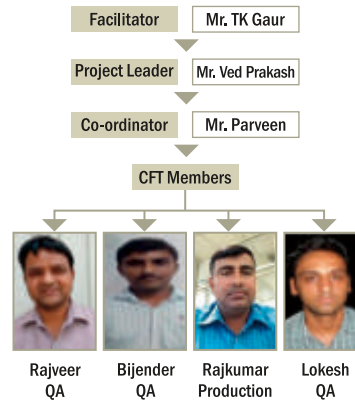 Facilitator Mr. TK Gaur
Project Leader Mr. Ved Prakash
Co-ordinator Mr. Parveen
CFT Members
Rajveer Bijender Rajkumar Lokesh
QA QA Production QA